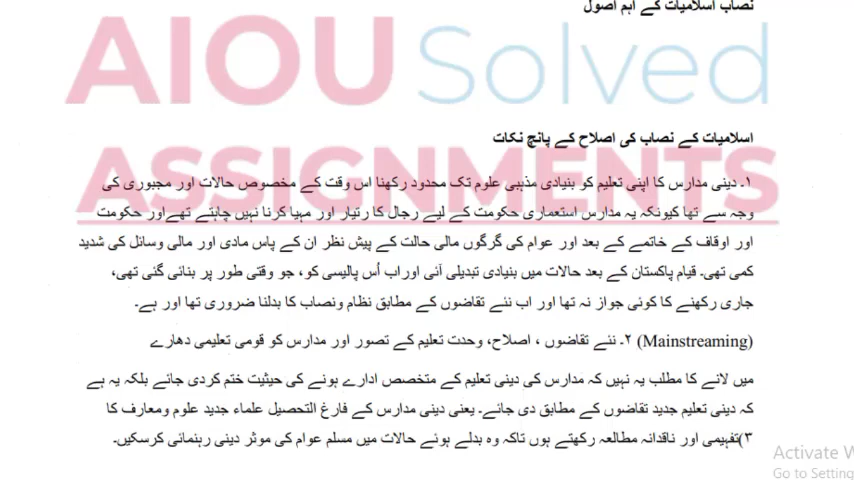 نصاب اسلامیات کے اہم اصول
AIOU Solved
اسلامیات کے نصاب کی اصلاح کے پانچ نکات
ASSIGNMENTS
۱۔ دینی مدارس کا اپنی تعلیم کو بنیادی مذہبی علوم تک محدود رکھنا اس وقت کے مخصوص حالات اور مجبوری کی
وجہ سے تھا کیونکہ یہ مدارس استعماری حکومت کے لیے رجال کا رتیار اور مہیا کرنا نہیں چاہتے تھےاور حکومت
اور اوقاف کے خاتمے کے بعد اور عوام کی گرگوں مالی حالت کے پیش نظر ان کے پاس مادی اور مالی وسائل کی شدید
کمی تھی۔ قیام پاکستان کے بعد حالات میں بنیادی تبدیلی آئی اوراب اُس پالیسی کو، جو وقتی طور پر بنائی گئی تھی،
جاری رکھنے کا کوئی جواز نہ تھا اور اب نئے تقاضوں کے مطابق نظام ونصاب کا بدلنا ضروری تھا اور ہے۔
(Mainstreaming) ۲۔ نئے تقاضوں ، اصلاح، وحدت تعلیم کے تصور اور مدارس کو قومی تعلیمی دھارے
میں لانے کا مطلب یہ نہیں کہ مدارس کی دینی تعلیم کے متخصص ادارے ہونے کی حیثیت ختم کردی جائے بلکہ یہ ہے
کہ دینی تعلیم جدید تقاضوں کے مطابق دی جائے۔ یعنی دینی مدارس کے فارغ التحصیل علماء جدید علوم ومعارف کا
۳)تفہیمی اور ناقدانہ مطالعہ رکھتے ہوں تاکہ وہ بدلے ہوئے حالات میں مسلم عوام کی موثر دینی رہنمائی کرسکیں۔
Activate W
Go to Setting